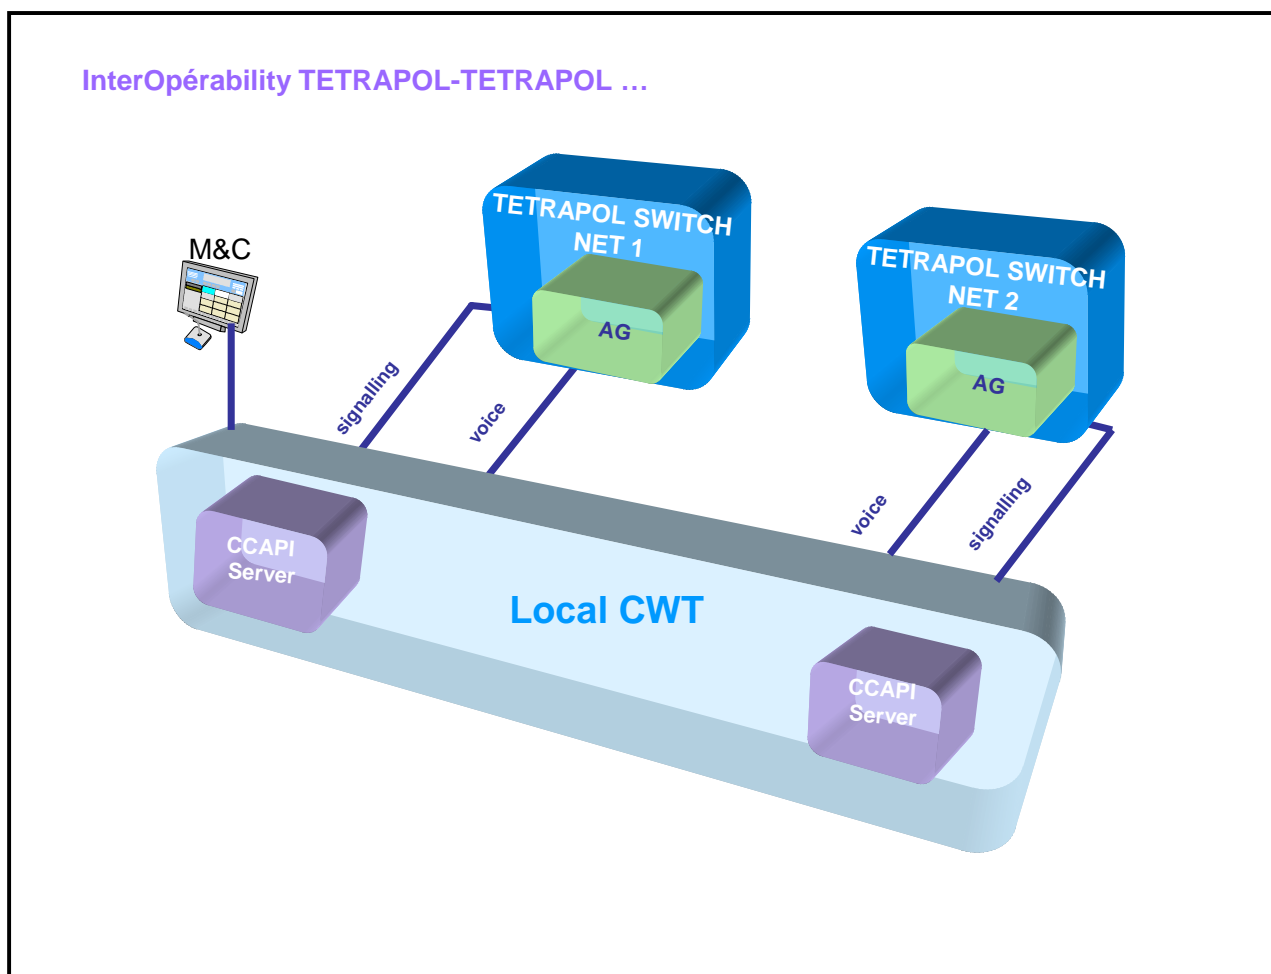 InterOpérability TETRAPOL-TETRAPOL …
M&C
TETRAPOL SWITCH
NET 1
AG
TETRAPOL SWITCH
NET 2
AG
signalling
voice
voice
signalling
CCAPI
Server
Local CWT
CCAPI
Server